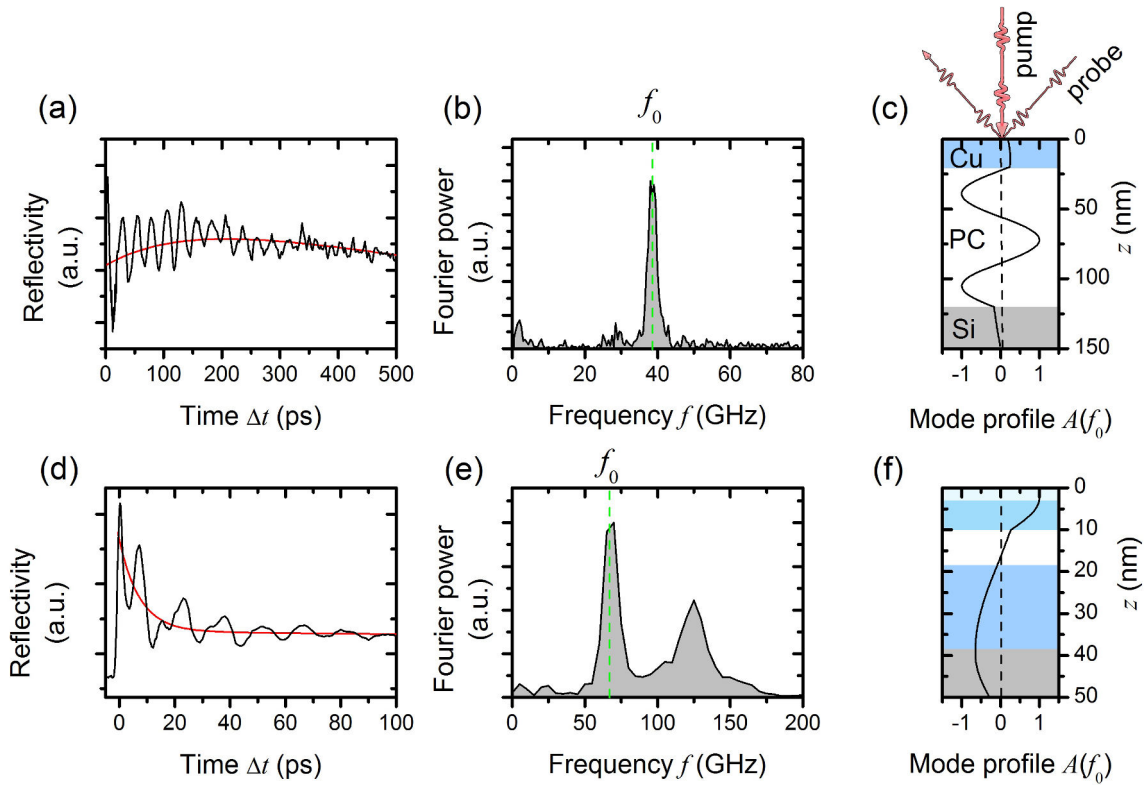 pump
probe
(a)
(b)
f₀
(c)
Reflectivity
(a.u.)
0 100 200 300 400 500
Time Δt (ps)
Fourier power
(a.u.)
0 20 40 60 80
Frequency f (GHz)
Cu
PC
Si
0
50
100
150
z (nm)
-1 0 1
Mode profile A(f₀)
(d)
(e)
f₀
(f)
Reflectivity
(a.u.)
0 20 40 60 80 100
Time Δt (ps)
Fourier power
(a.u.)
0 50 100 150 200
Frequency f (GHz)
0
10
20
30
40
50
z (nm)
-1 0 1
Mode profile A(f₀)